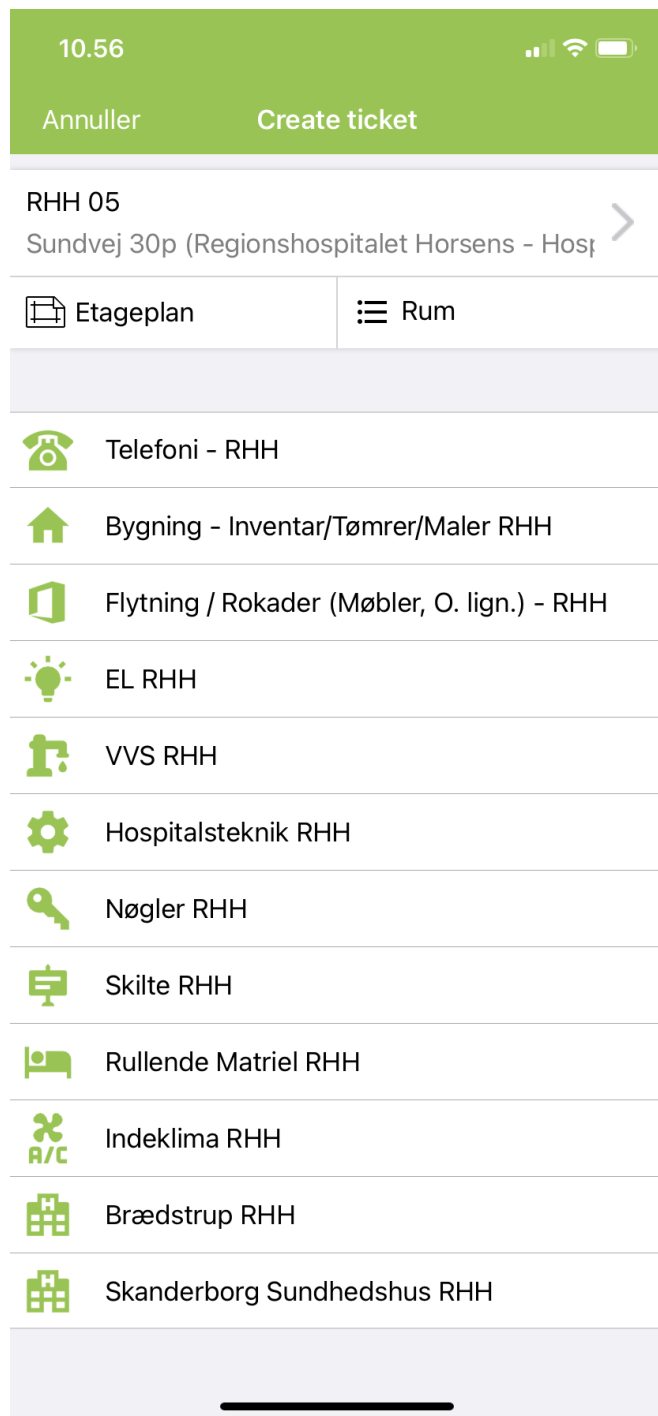 10.56
Annuller Create ticket
RHH 05
Sundvej 30p (Regionshospitalet Horsens - Hosp
Etageplan Rum
Telefoni - RHH
Bygning - Inventar/Tømrer/Maler RHH
Flytning / Rokader (Møbler, O. lign.) - RHH
EL RHH
VVS RHH
Hospitalsteknik RHH
Nøgler RHH
Skilte RHH
Rullende Matriel RHH
A/C
Indeklima RHH
H
Brædstrup RHH
H
Skanderborg Sundhedshus RHH